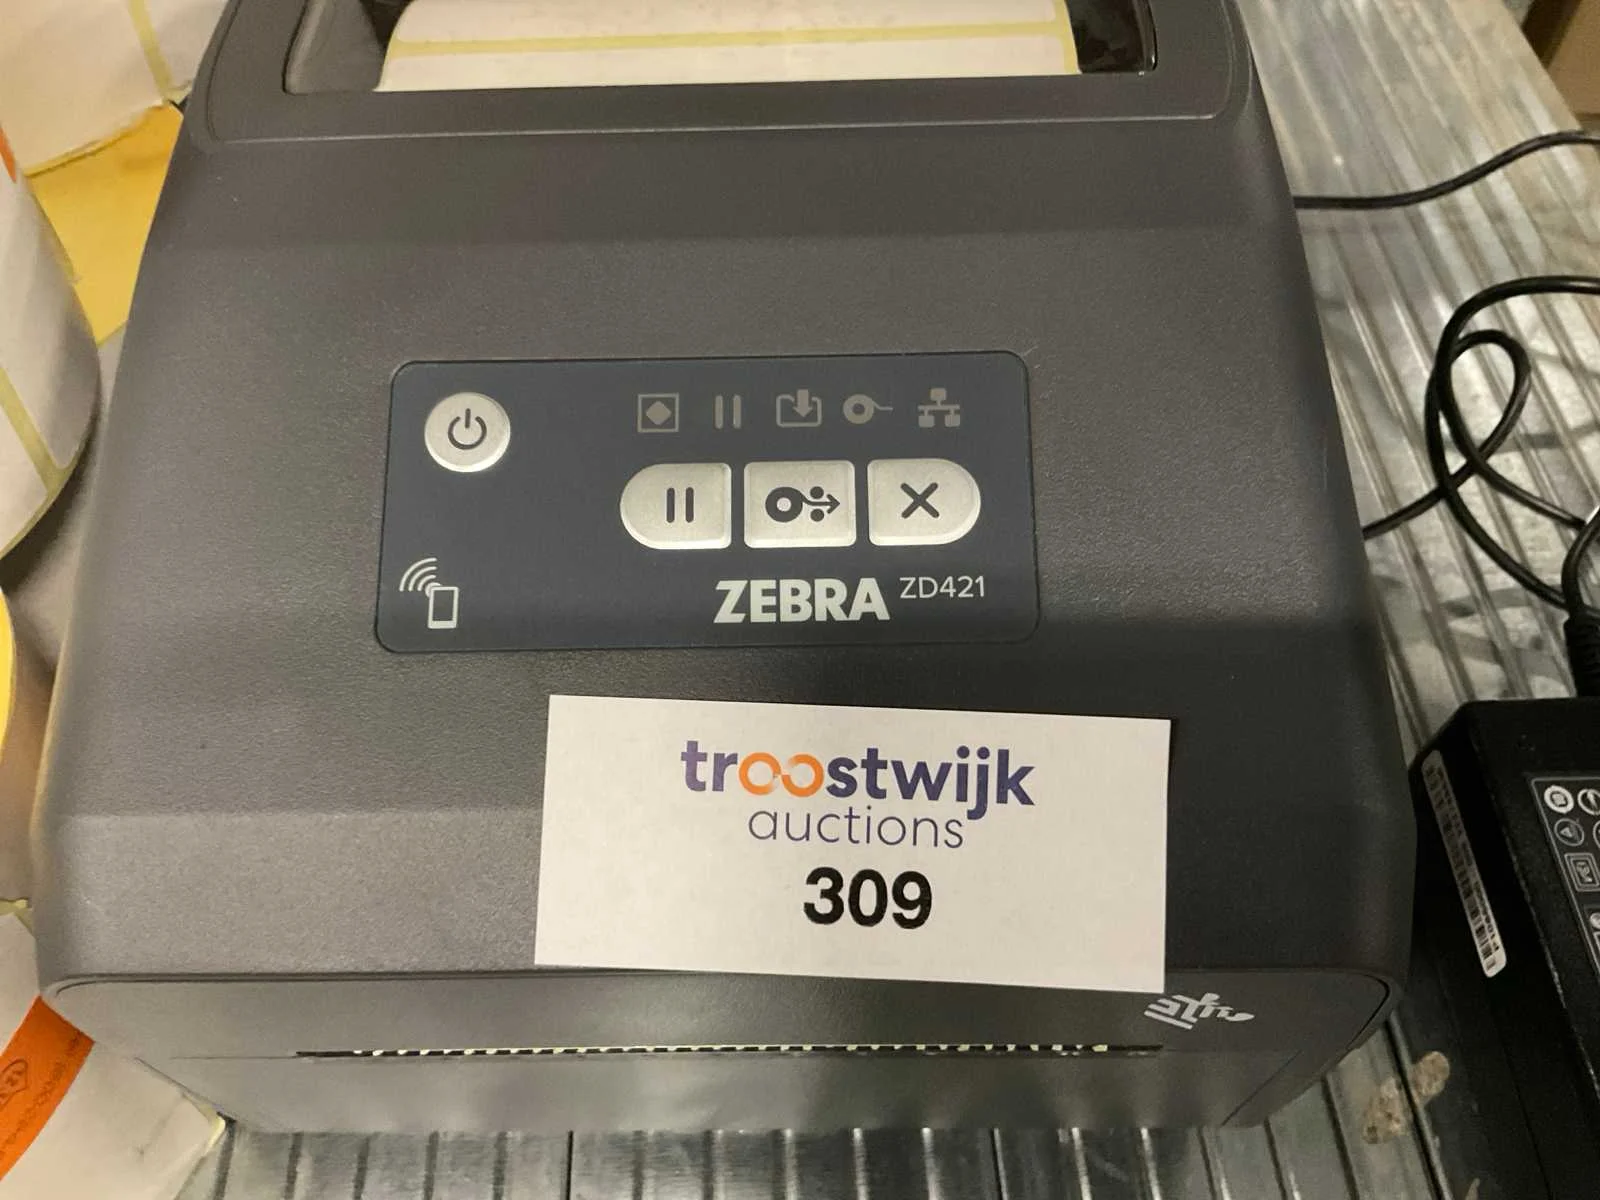 ZEBRA ZD421
troostwijk
auctions
309